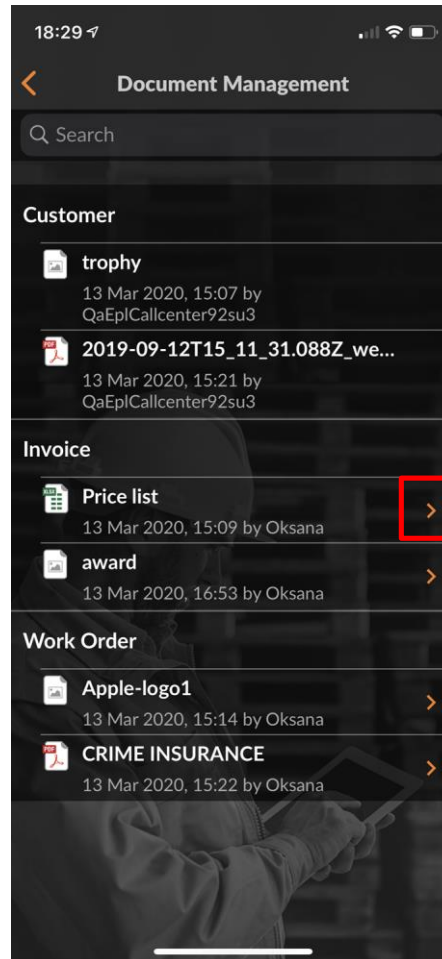 18:29
Document Management
Search
Customer
trophy
13 Mar 2020, 15:07 by
QaEplCallcenter92su3
PDF
2019-09-12T15_11_31.088Z_we...
13 Mar 2020, 15:21 by
QaEplCallcenter92su3
Invoice
XLSX
Price list
13 Mar 2020, 15:09 by Oksana
award
13 Mar 2020, 16:53 by Oksana
Work Order
Apple-logo1
13 Mar 2020, 15:14 by Oksana
PDF
CRIME INSURANCE
13 Mar 2020, 15:22 by Oksana